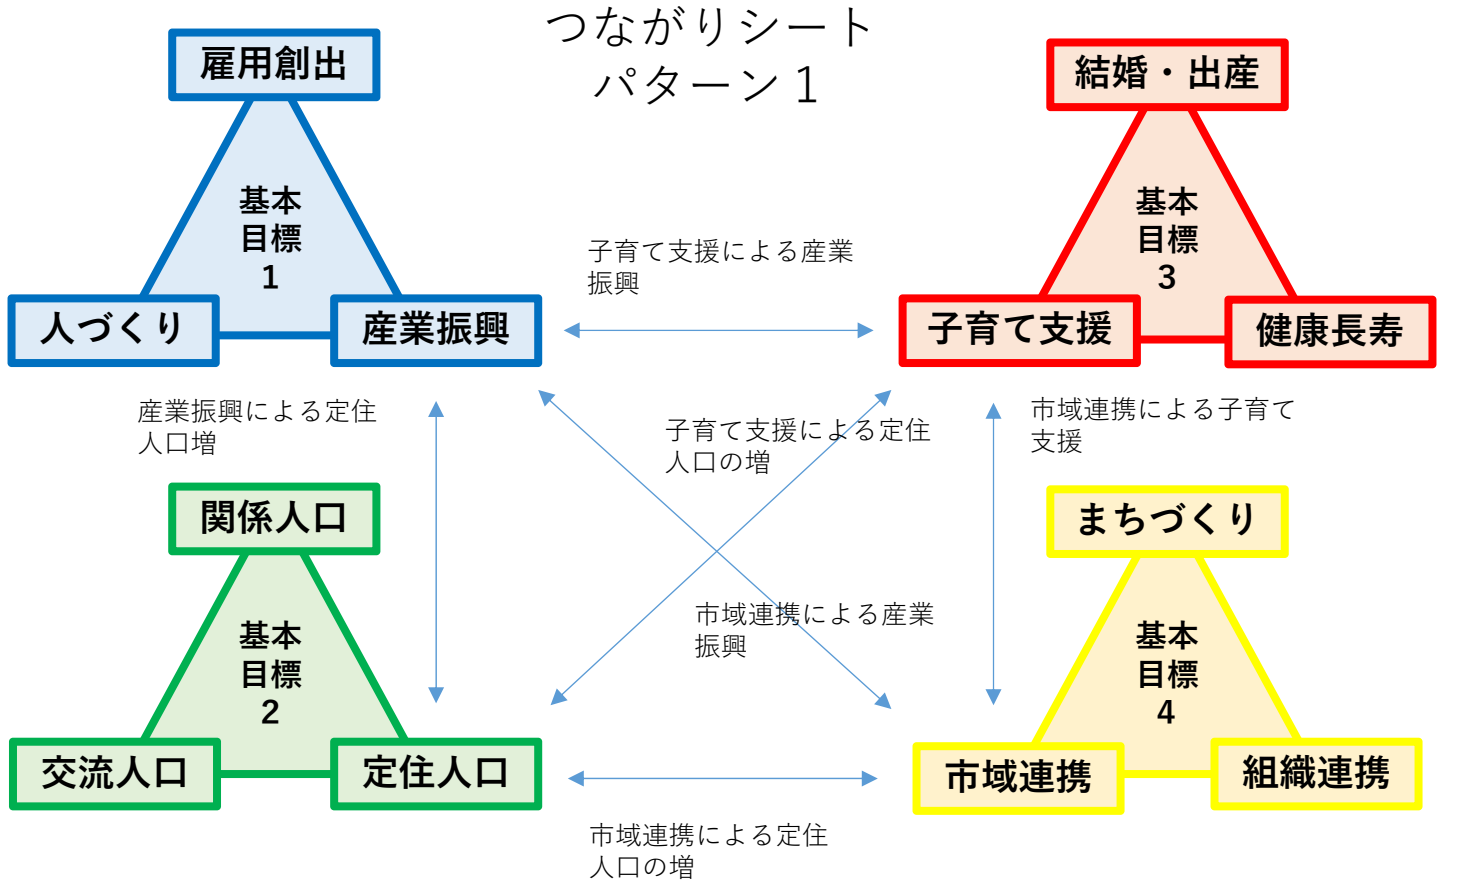 つながりシート
パターン１
雇用創出
基本
目標
1
人づくり
産業振興
結婚・出産
基本
目標
3
子育て支援
健康長寿
子育て支援による産業
振興
産業振興による定住
人口増
子育て支援による定住
人口の増
市域連携による子育て
支援
関係人口
基本
目標
2
交流人口
定住人口
市域連携による産業
振興
まちづくり
基本
目標
4
市域連携
組織連携
市域連携による定住
人口の増